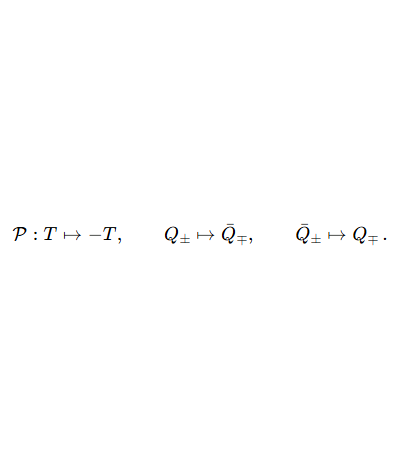 𝒫 : T ↦ −T, Q± ↦ Q̄∓, Q̄± ↦ Q∓ .